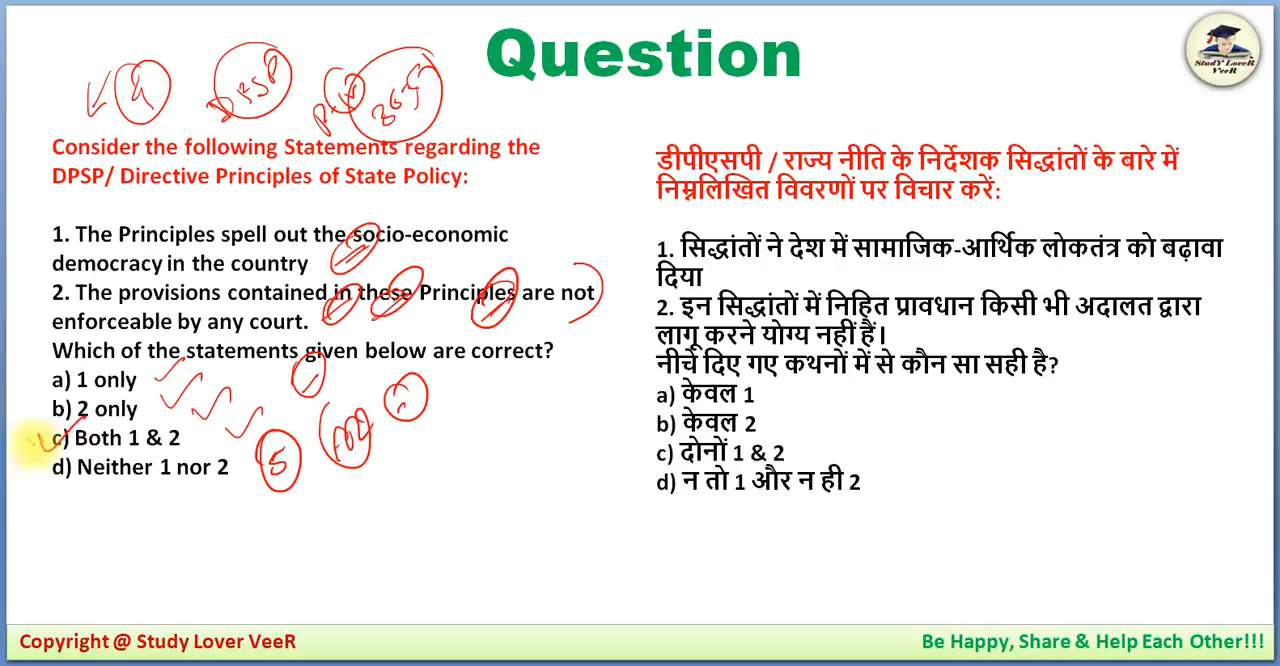 Question
StudY LoveR
VeeR
DPSP
Consider the following Statements regarding the
DPSP/ Directive Principles of State Policy:
1. The Principles spell out the socio-economic
democracy in the country
2. The provisions contained in these Principles are not
enforceable by any court.
Which of the statements given below are correct?
a) 1 only
b) 2 only
c) Both 1 & 2
d) Neither 1 nor 2
डीपीएसपी / राज्य नीति के निर्देशक सिद्धांतों के बारे में
निम्नलिखित विवरणों पर विचार करें:
1. सिद्धांतों ने देश में सामाजिक-आर्थिक लोकतंत्र को बढ़ावा
दिया
2. इन सिद्धांतों में निहित प्रावधान किसी भी अदालत द्वारा
लागू करने योग्य नहीं हैं।
नीचे दिए गए कथनों में से कौन सा सही है?
a) केवल 1
b) केवल 2
c) दोनों 1 & 2
d) न तो 1 और न ही 2
Copyright @ Study Lover VeeR
Be Happy, Share & Help Each Other!!!